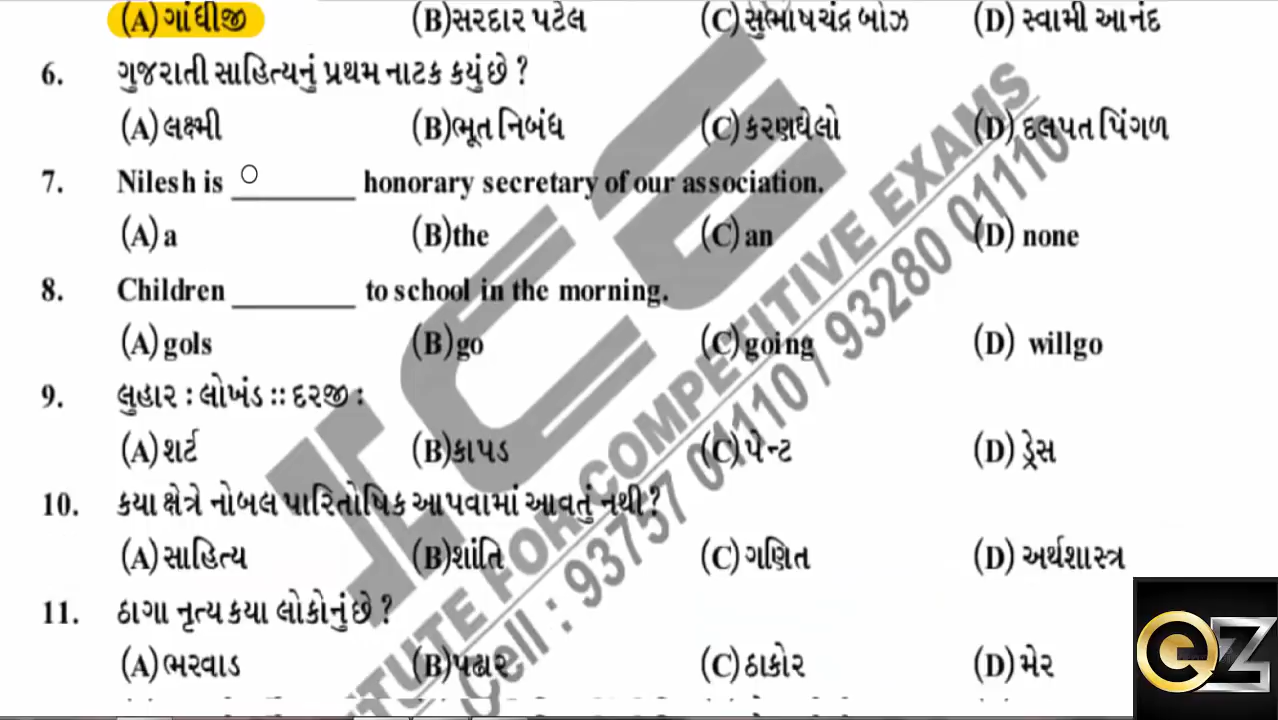 (A) ગાંધીજી (B) સરદાર પટેલ (C) સુભાષચંદ્ર બોઝ (D) સ્વામી આનંદ
6. ગુજરાતી સાહિત્યનું પ્રથમ નાટક કયું છે ?
(A) લક્ષ્મી (B) ભૂત નિબંધ (C) કરણઘેલો (D) દલપત પિંગળ
7. Nilesh is ________ honorary secretary of our association.
(A) a (B) the (C) an (D) none
8. Children ________ to school in the morning.
(A) gols (B) go (C) going (D) willgo
9. લુહાર : લોખંડ :: દરજી :
(A) શર્ટ (B) કાપડ (C) પેન્ટ (D) ડ્રેસ
10. કયા ક્ષેત્રે નોબલ પારિતોષિક આપવામાં આવતું નથી ?
(A) સાહિત્ય (B) શાંતિ (C) ગણિત (D) અર્થશાસ્ત્ર
11. ઠાગા નૃત્ય કયા લોકોનું છે ?
(A) ભરવાડ (B) પઢાર (C) ઠાકોર (D) મેર
ICE
TUTE FOR COMPETITIVE EXAMS
Cell : 93757 01110 / 93280 01110
eZ